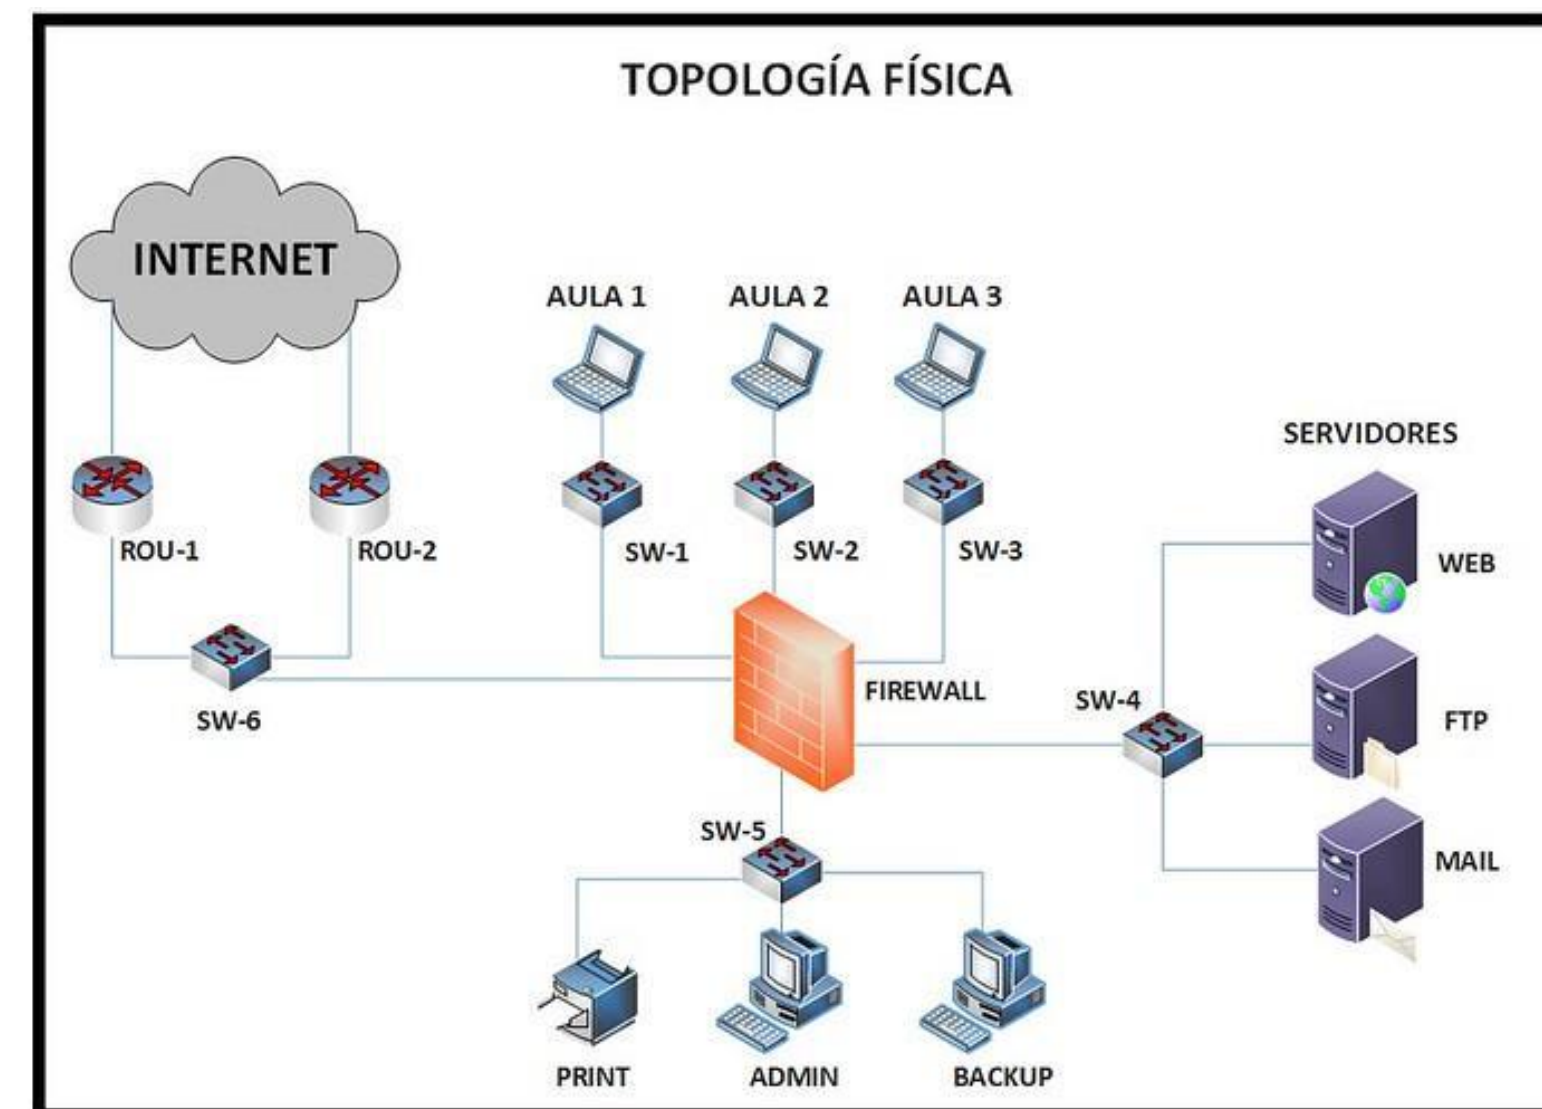 TOPOLOGÍA FÍSICA
INTERNET
AULA 1
AULA 2
AULA 3
SERVIDORES
ROU-1
ROU-2
SW-1
SW-2
SW-3
WEB
SW-6
FIREWALL
SW-4
FTP
SW-5
MAIL
PRINT
ADMIN
BACKUP